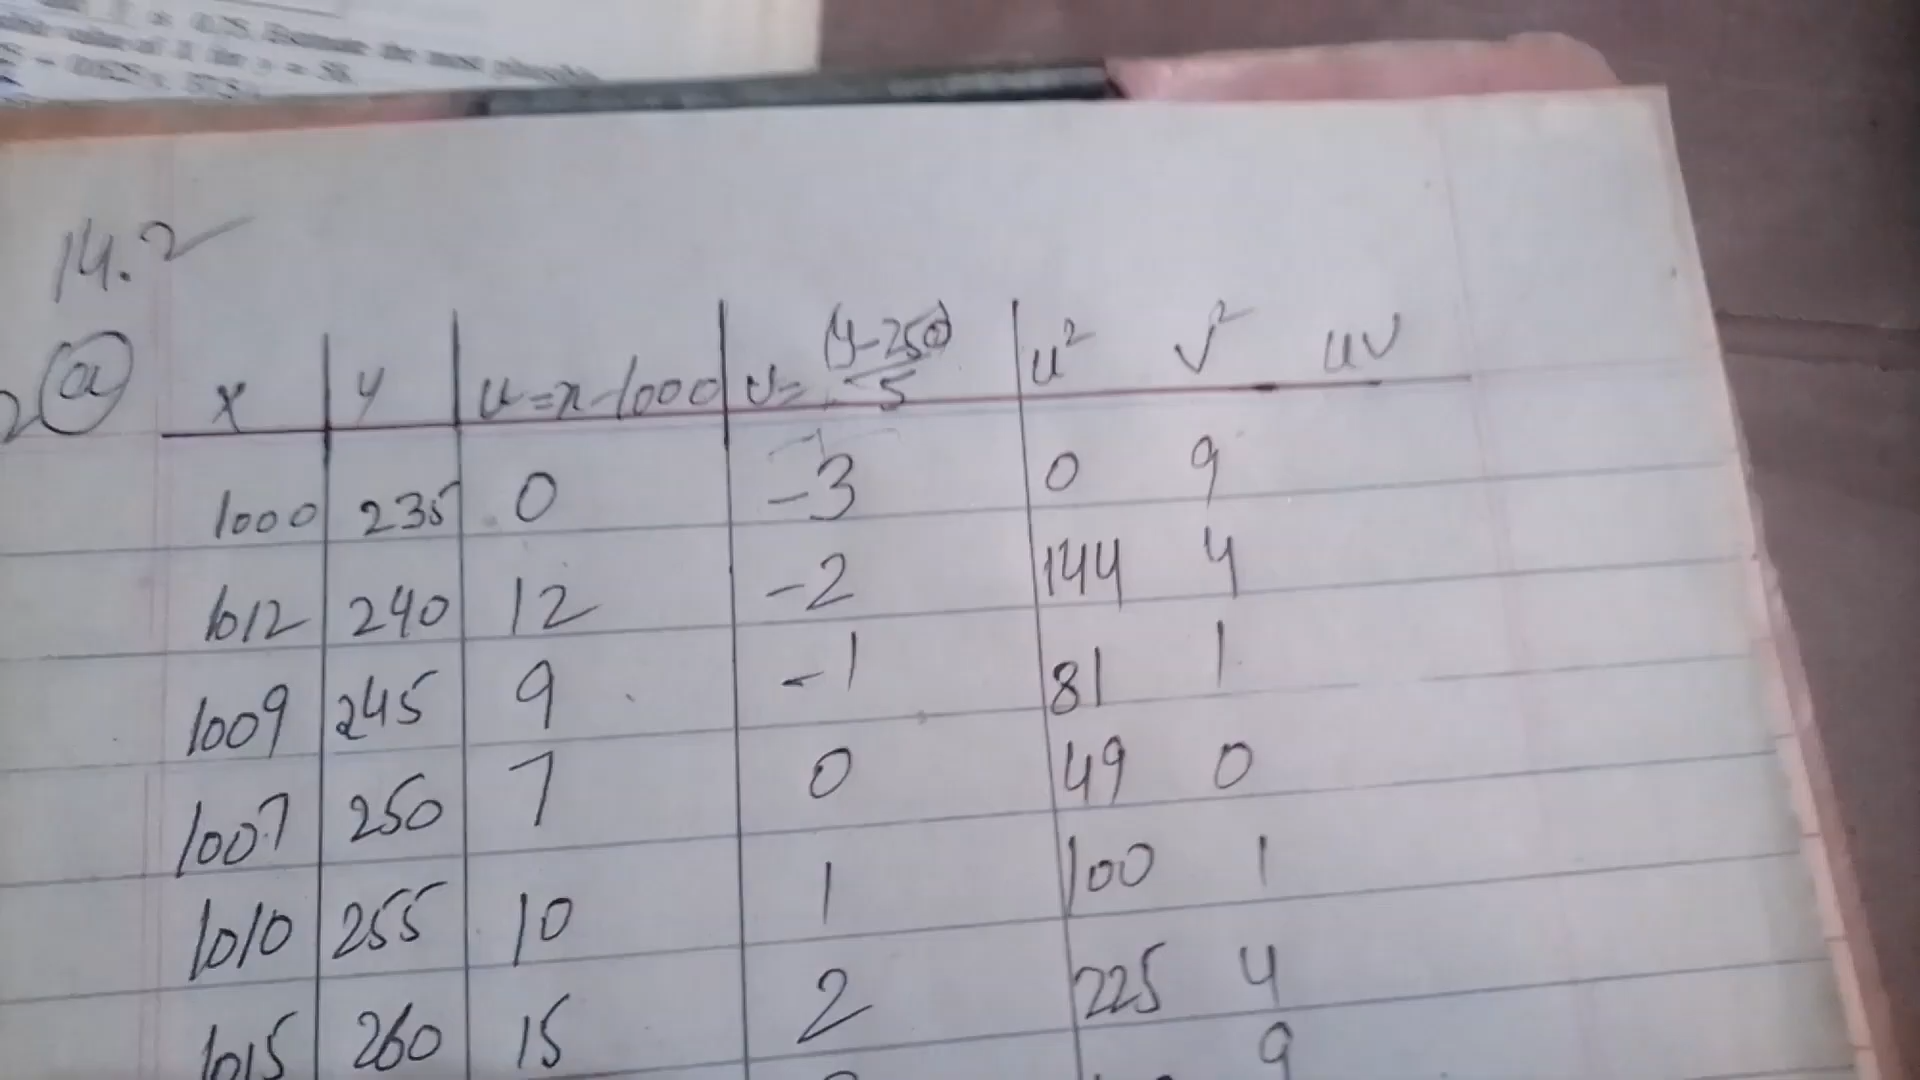 14.2
(a) x y u=x-1000 v=(y-250)/5 u² v² uv
1000 235 0 -3 0 9
1012 240 12 -2 144 4
1009 245 9 -1 81 1
1007 250 7 0 49 0
1010 255 10 1 100 1
1015 260 15 2 225 4
9